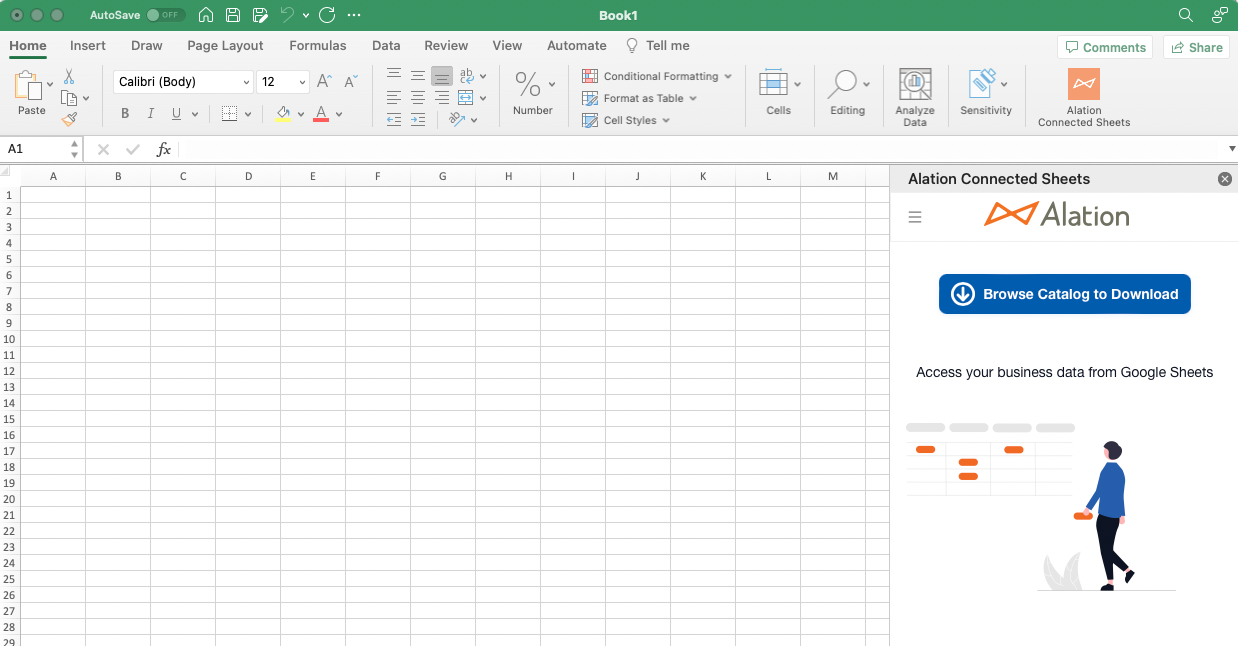 AutoSave OFF
Book1
Home Insert Draw Page Layout Formulas Data Review View Automate Tell me
Comments Share
Paste
Calibri (Body) 12 A^ Aˇ
B I U A
ab
%
Number
Conditional Formatting
Format as Table
Cell Styles
Cells
Editing
Analyze
Data
Sensitivity
Alation
Connected Sheets
A1 fx
A B C D E F G H I J K L M
1
2
3
4
5
6
7
8
9
10
11
12
13
14
15
16
17
18
19
20
21
22
23
24
25
26
27
28
29
Alation Connected Sheets
Alation
Browse Catalog to Download
Access your business data from Google Sheets